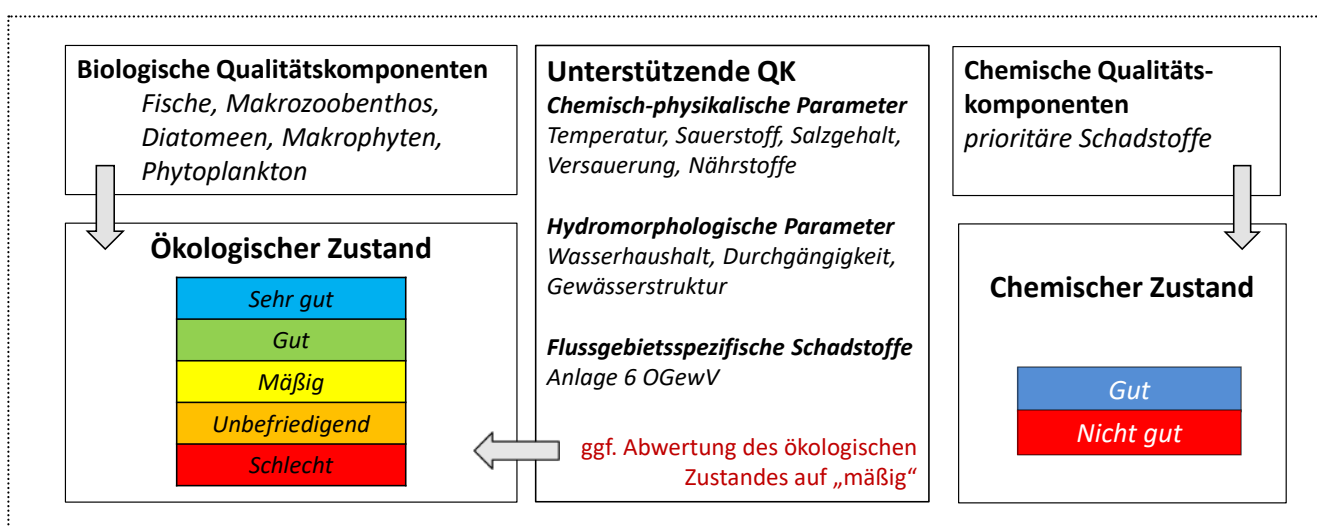 Biologische Qualitätskomponenten
Fische, Makrozoobenthos,
Diatomeen, Makrophyten,
Phytoplankton
Ökologischer Zustand
Sehr gut
Gut
Mäßig
Unbefriedigend
Schlecht
Unterstützende QK
Chemisch-physikalische Parameter
Temperatur, Sauerstoff, Salzgehalt,
Versauerung, Nährstoffe
Hydromorphologische Parameter
Wasserhaushalt, Durchgängigkeit,
Gewässerstruktur
Flussgebietsspezifische Schadstoffe
Anlage 6 OGewV
ggf. Abwertung des ökologischen
Zustandes auf „mäßig“
Chemische Qualitäts-
komponenten
prioritäre Schadstoffe
Chemischer Zustand
Gut
Nicht gut